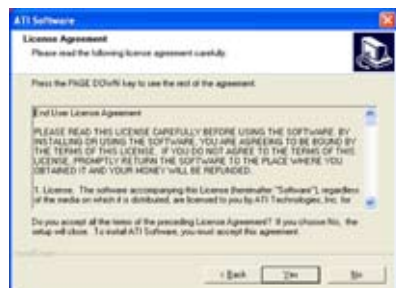 ATI Software
License Agreement
Please read the following license agreement carefully.
Press the PAGE DOWN key to see the rest of the agreement.
End User License Agreement
PLEASE READ THIS LICENSE CAREFULLY BEFORE USING THE SOFTWARE. BY
INSTALLING OR USING THE SOFTWARE, YOU ARE AGREEING TO BE BOUND BY
THE TERMS OF THIS LICENSE. IF YOU DO NOT AGREE TO THE TERMS OF THIS
LICENSE, PROMPTLY RETURN THE SOFTWARE TO THE PLACE WHERE YOU
OBTAINED IT AND YOUR MONEY WILL BE REFUNDED.
1. License. The software accompanying this License (hereinafter "Software"), regardless
of the media on which it is distributed, are licensed to you by ATI Technologies, Inc. for
Do you accept all the terms of the preceding License Agreement? If you choose No, the
setup will close. To install ATI Software, you must accept this agreement.
< Back Yes No